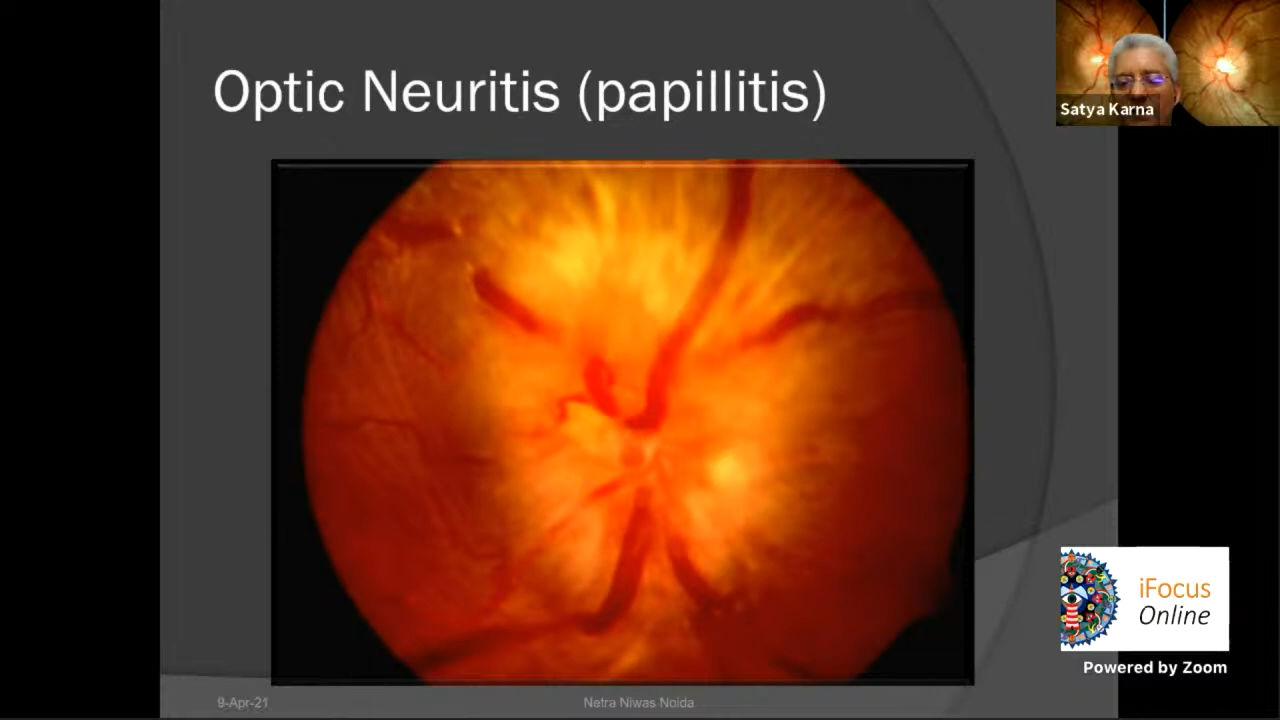 Optic Neuritis (papillitis)
Satya Karna
iFocus
Online
Powered by Zoom
9-Apr-21
Netra Niwas Noida